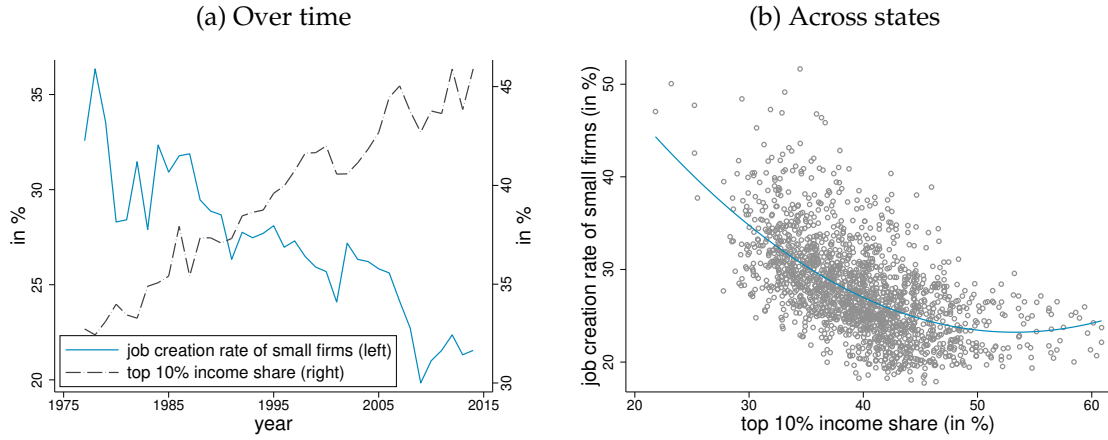 (a) Over time
in %
35
30
25
20
in %
45
40
35
30
job creation rate of small firms (left)
top 10% income share (right)
1975
1985
1995
2005
2015
year
(b) Across states
job creation rate of small firms (in %)
50
40
30
20
20
30
40
50
60
top 10% income share (in %)